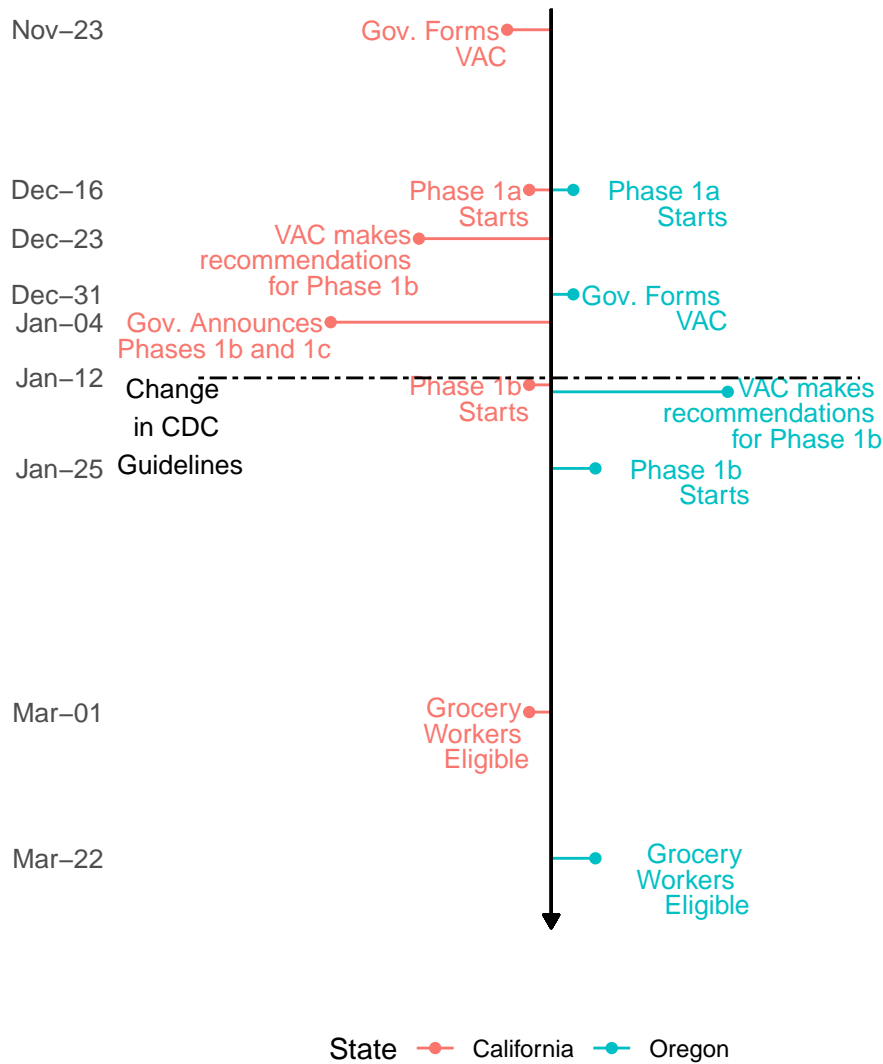 Nov−23
Gov. Forms
VAC
Dec−16
Phase 1a
Starts
Phase 1a
Starts
Dec−23
VAC makes
recommendations
for Phase 1b
Dec−31
Gov. Forms
VAC
Jan−04
Gov. Announces
Phases 1b and 1c
Jan−12
Change
in CDC
Guidelines
Phase 1b
Starts
VAC makes
recommendations
for Phase 1b
Jan−25
Phase 1b
Starts
Mar−01
Grocery
Workers
Eligible
Mar−22
Grocery
Workers
Eligible
State California Oregon